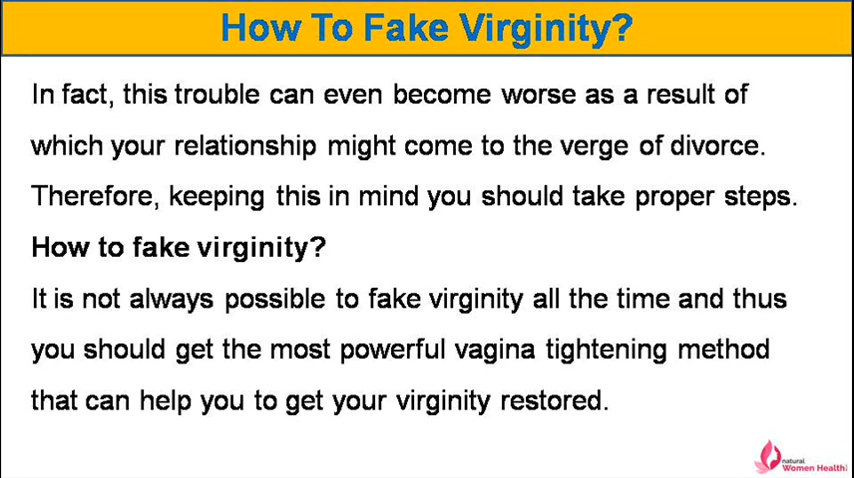 How To Fake Virginity?
In fact, this trouble can even become worse as a result of
which your relationship might come to the verge of divorce.
Therefore, keeping this in mind you should take proper steps.
How to fake virginity?
It is not always possible to fake virginity all the time and thus
you should get the most powerful vagina tightening method
that can help you to get your virginity restored.
natural
Women Health